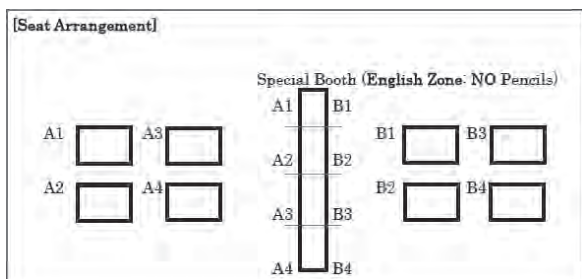 [Seat Arrangement]
Special Booth (English Zone: NO Pencils)
A1 B1
A1 A3 B1 B3
A2 B2
A2 A4 B2 B4
A3 B3
A4 B4